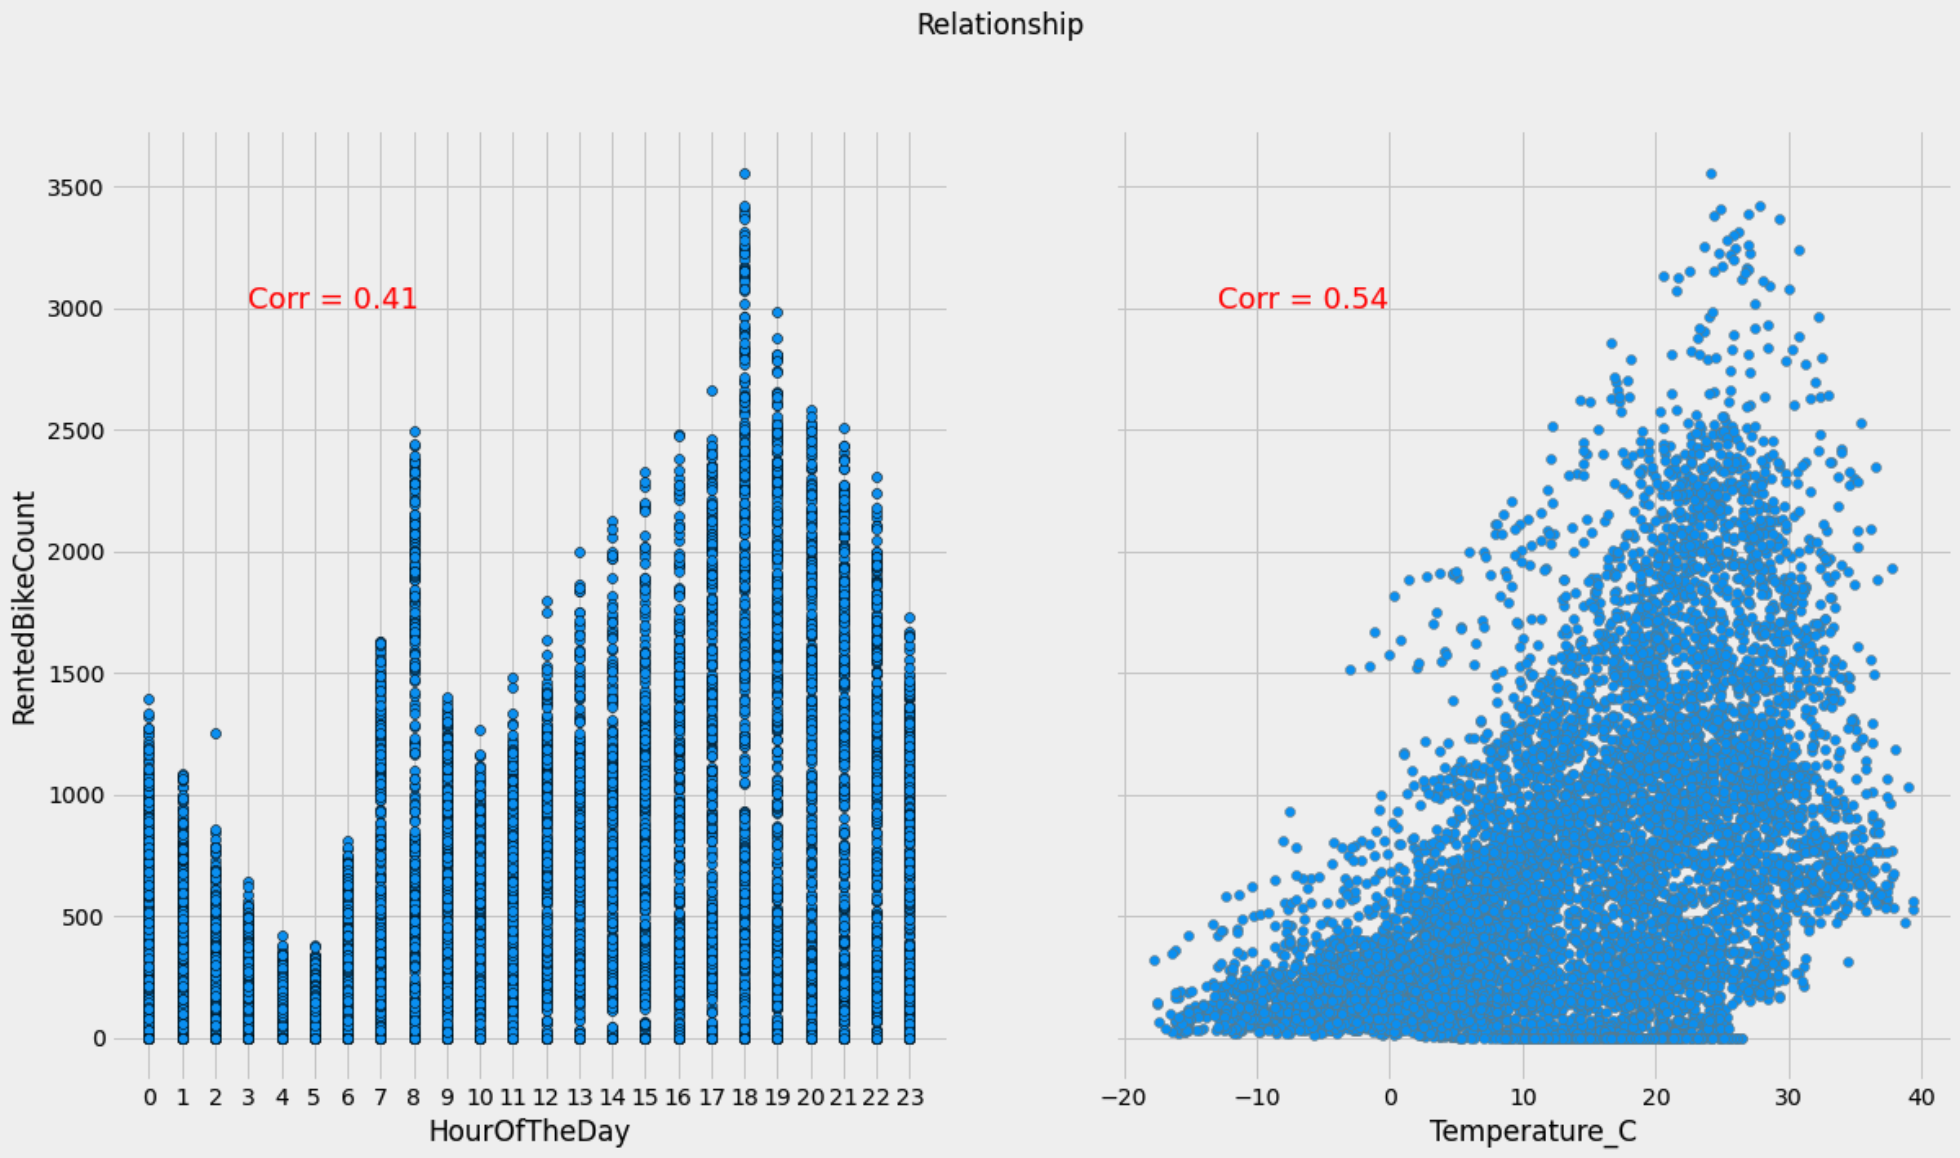 Relationship
RentedBikeCount
3500
3000
2500
2000
1500
1000
500
0
Corr = 0.41
0 1 2 3 4 5 6 7 8 9 10 11 12 13 14 15 16 17 18 19 20 21 22 23
HourOfTheDay
Corr = 0.54
−20 −10 0 10 20 30 40
Temperature_C